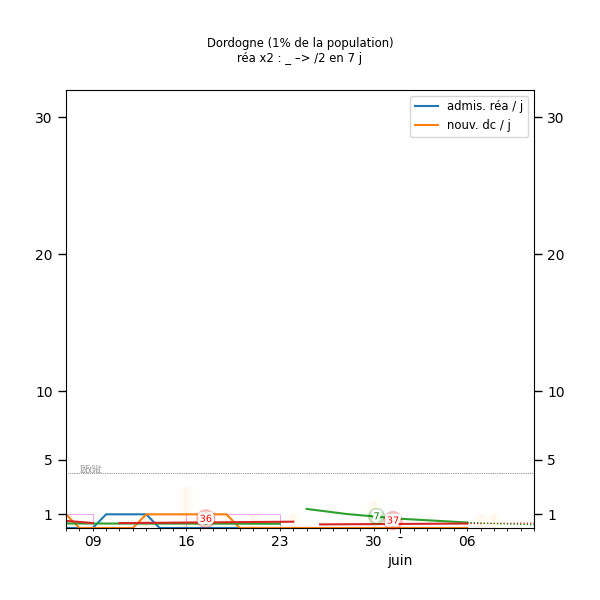 Dordogne (1% de la population)
réa x2 : _ –> /2 en 7 j
admis. réa / j
nouv. dc / j
30 30
20 20
10 10
5 5
1 1
36 7 37
09 16 23 30 - 06
juin